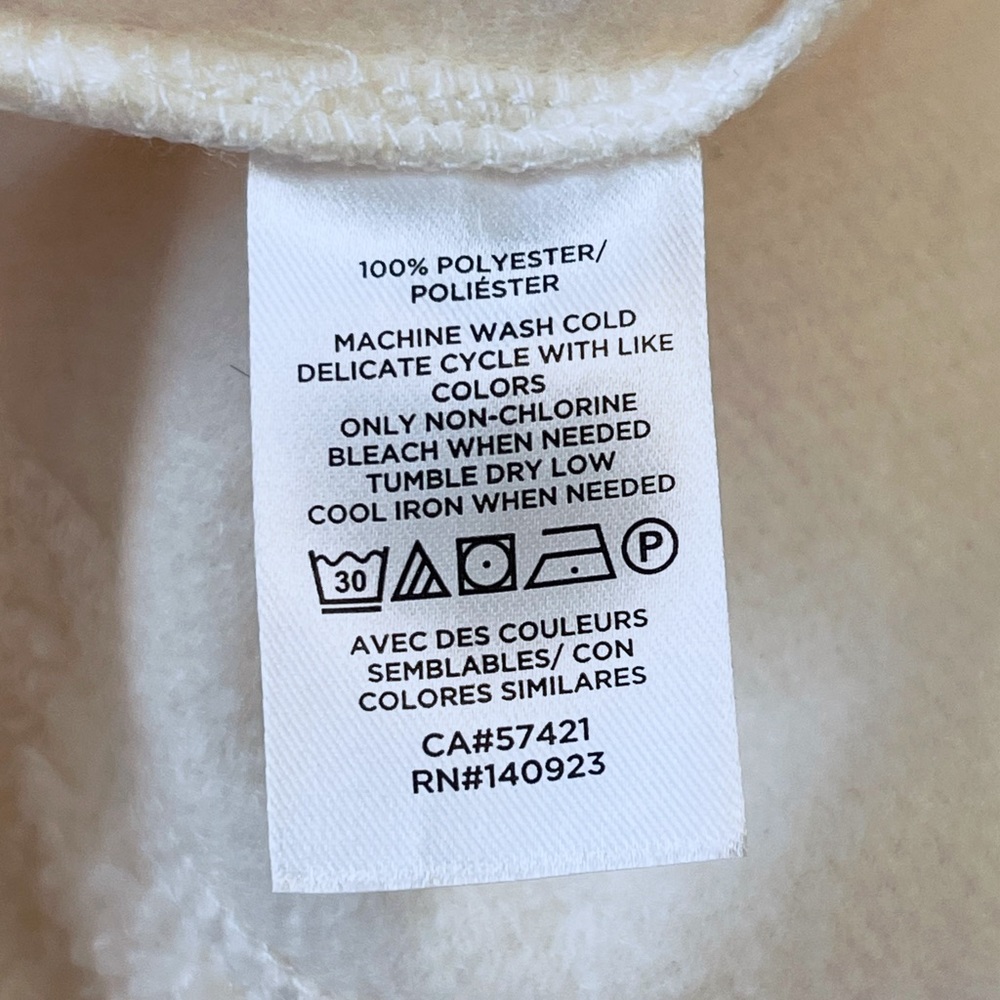 100% POLYESTER/
POLIÉSTER
MACHINE WASH COLD
DELICATE CYCLE WITH LIKE
COLORS
ONLY NON-CHLORINE
BLEACH WHEN NEEDED
TUMBLE DRY LOW
COOL IRON WHEN NEEDED
30 P
AVEC DES COULEURS
SEMBLABLES/ CON
COLORES SIMILARES
CA#57421
RN#140923